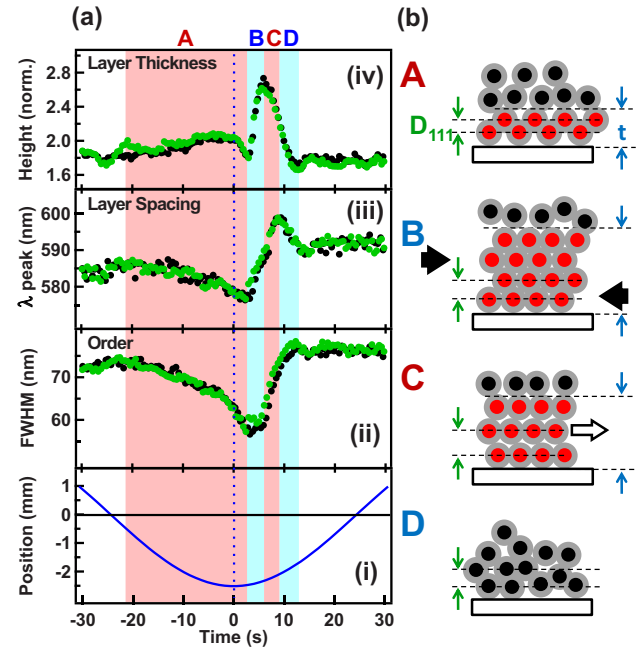 (a)
(b)
A
B
C
D
Layer Thickness
(iv)
Height (norm.)
2.8
2.4
2.0
1.6
Layer Spacing
(iii)
λ peak (nm)
600
590
580
Order
(ii)
FWHM (nm)
70
60
(i)
Position (mm)
1
0
-1
-2
-30
-20
-10
0
10
20
30
Time (s)
A
D111
t
B
C
D